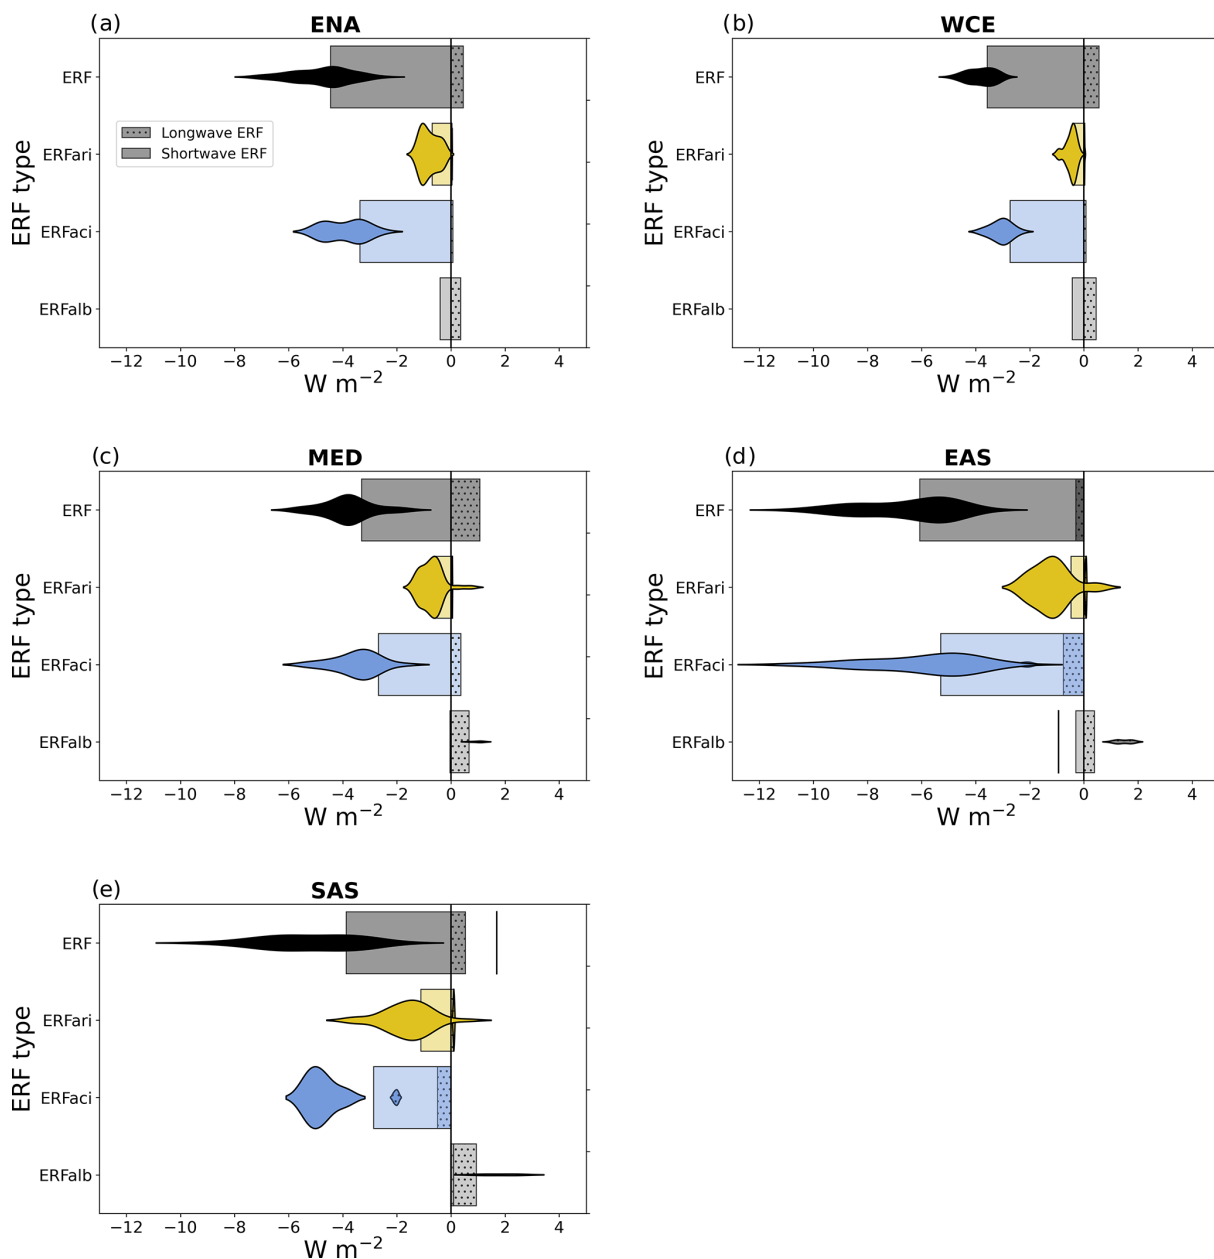 (a) ENA
ERF
ERFari
ERFaci
ERFalb
ERF type
Longwave ERF
Shortwave ERF
−12 −10 −8 −6 −4 −2 0 2 4
W m⁻²
(b) WCE
ERF
ERFari
ERFaci
ERFalb
ERF type
−12 −10 −8 −6 −4 −2 0 2 4
W m⁻²
(c) MED
ERF
ERFari
ERFaci
ERFalb
ERF type
−12 −10 −8 −6 −4 −2 0 2 4
W m⁻²
(d) EAS
ERF
ERFari
ERFaci
ERFalb
ERF type
−12 −10 −8 −6 −4 −2 0 2 4
W m⁻²
(e) SAS
ERF
ERFari
ERFaci
ERFalb
ERF type
−12 −10 −8 −6 −4 −2 0 2 4
W m⁻²